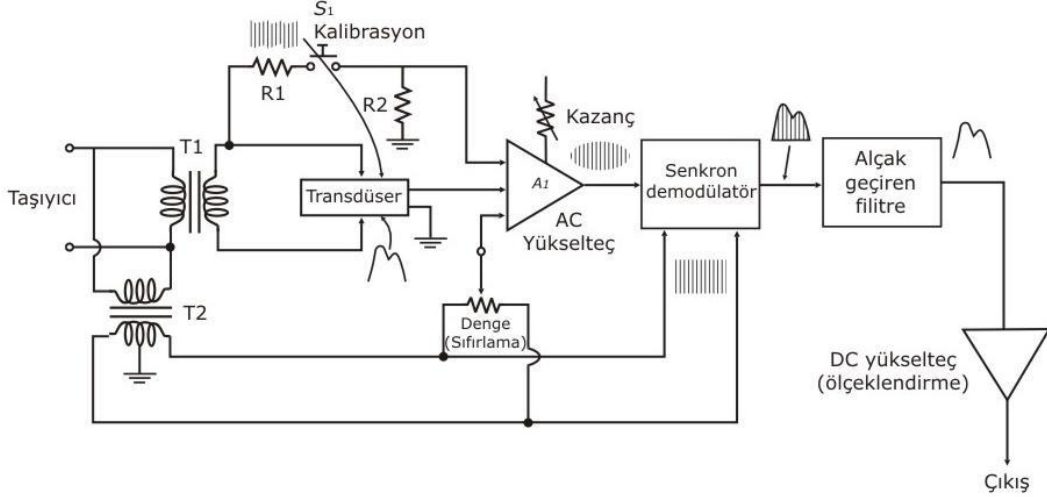 S1
Kalibrasyon
R1
R2
Kazanç
T1
Taşıyıcı
Transdüser
A1
AC
Yükselteç
Senkron
demodülatör
Alçak
geçiren
filitre
T2
Denge
(Sıfırlama)
DC yükselteç
(ölçeklendirme)
Çıkış